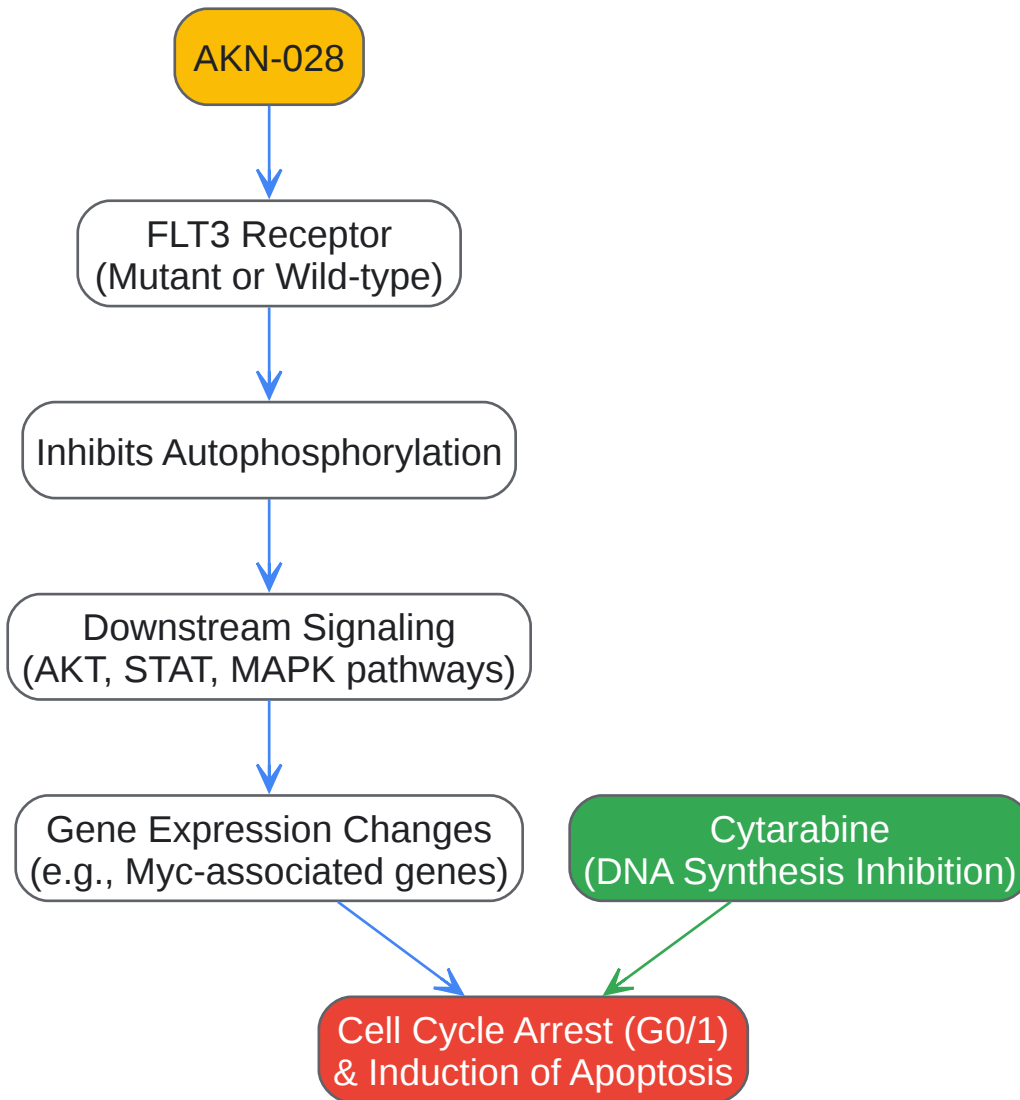 AKN-028
FLT3 Receptor
(Mutant or Wild-type)
Inhibits Autophosphorylation
Downstream Signaling
(AKT, STAT, MAPK pathways)
Gene Expression Changes
(e.g., Myc-associated genes)
Cytarabine
(DNA Synthesis Inhibition)
Cell Cycle Arrest (G0/1)
& Induction of Apoptosis